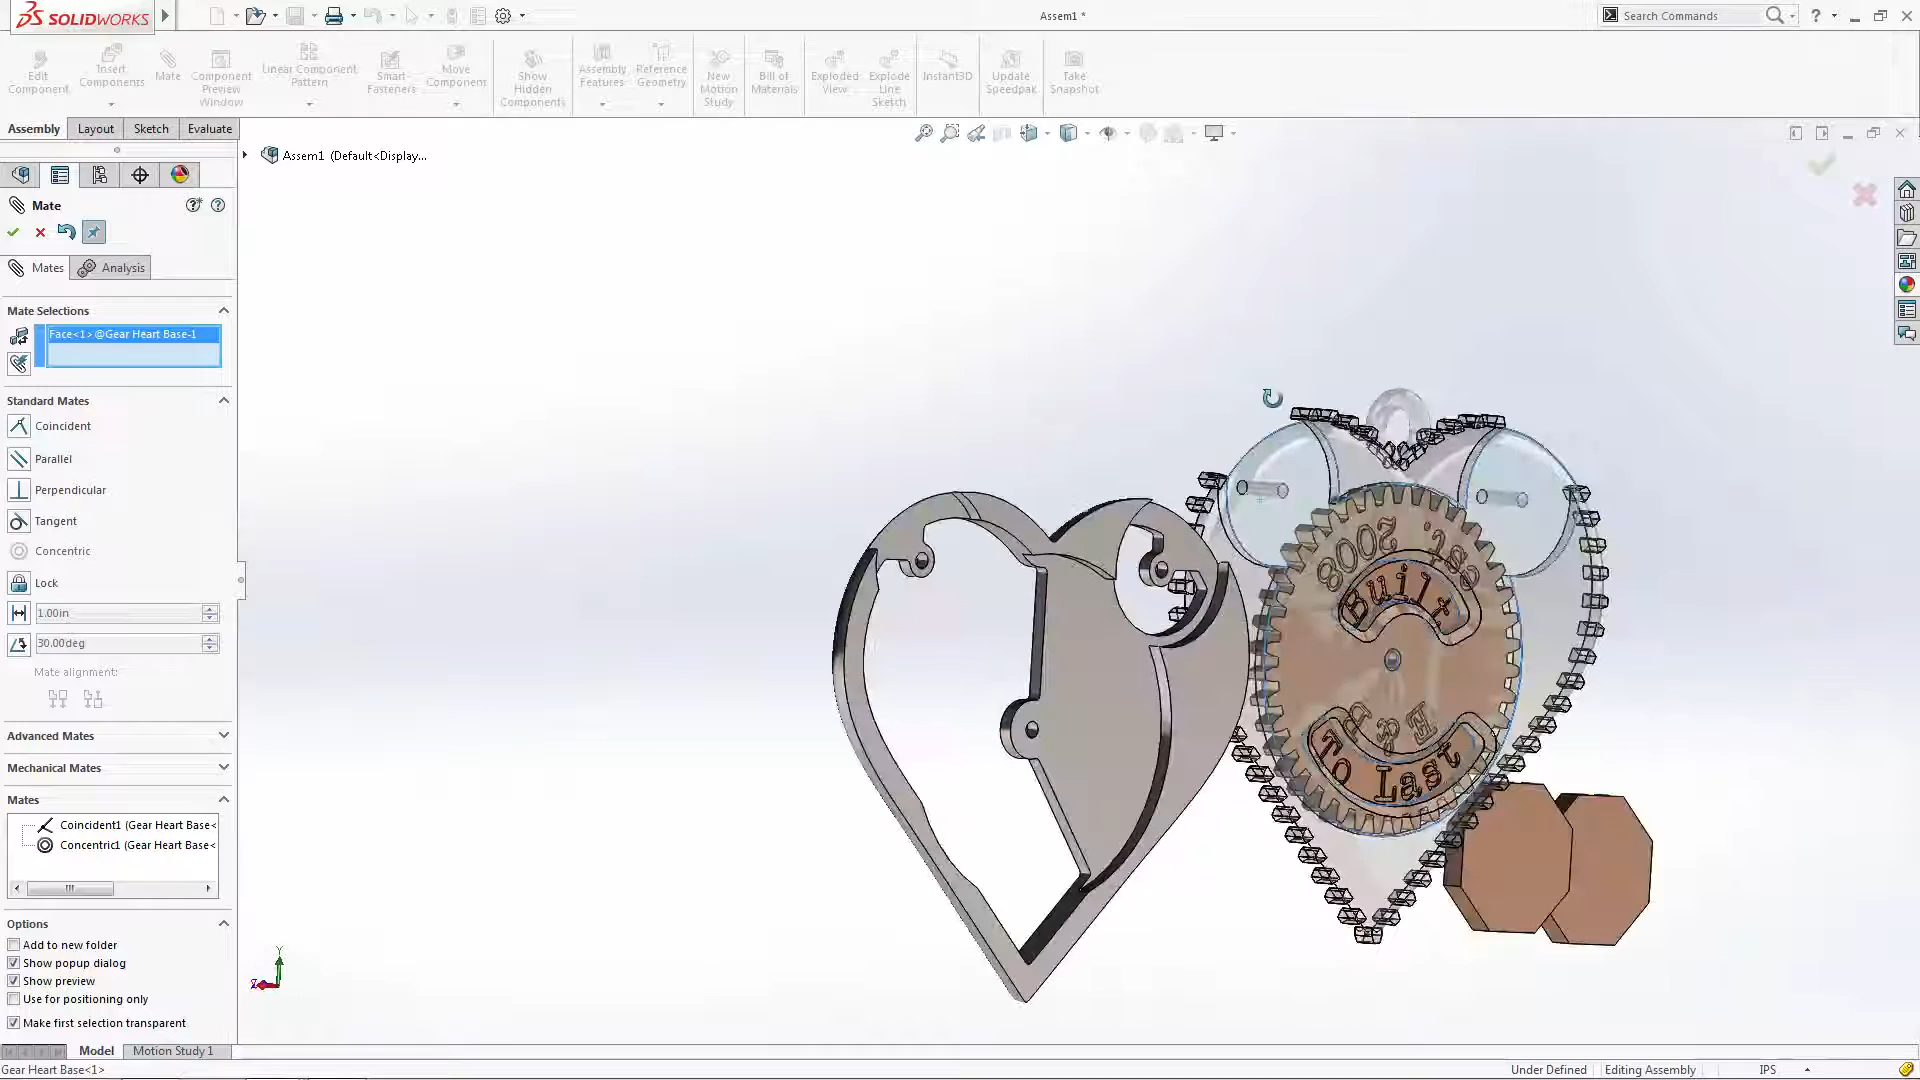 SOLIDWORKS
Assem1 *
Search Commands
Edit Component
Insert Components
Mate
Component Preview Window
Linear Component Pattern
Smart Fasteners
Move Component
Show Hidden Components
Assembly Features
Reference Geometry
New Motion Study
Bill of Materials
Exploded View
Explode Line Sketch
Instant3D
Update Speedpak
Take Snapshot
Assembly
Layout
Sketch
Evaluate
Assem1 (Default<Display...
Mate
Mates
Analysis
Mate Selections
Face<1>@Gear Heart Base-1
Standard Mates
Coincident
Parallel
Perpendicular
Tangent
Concentric
Lock
1.00in
30.00deg
Mate alignment:
Advanced Mates
Mechanical Mates
Mates
Coincident1 (Gear Heart Base<
Concentric1 (Gear Heart Base<
Options
Add to new folder
Show popup dialog
Show preview
Use for positioning only
Make first selection transparent
est. 2008
Built
E & J
To Last
Y
Z
Model
Motion Study 1
Gear Heart Base<1>
Under Defined
Editing Assembly
IPS